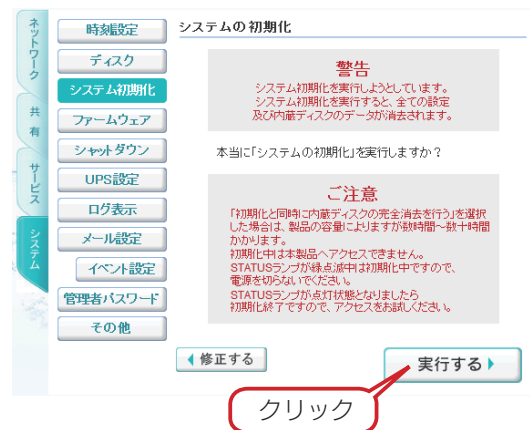 ネットワーク
共有
サービス
システム
時刻設定
ディスク
システム初期化
ファームウェア
シャットダウン
UPS設定
ログ表示
メール設定
イベント設定
管理者パスワード
その他
システムの初期化
警告
システム初期化を実行しようとしています。
システム初期化を実行すると、全ての設定
及び内蔵ディスクのデータが消去されます。
本当に「システムの初期化」を実行しますか？
ご注意
「初期化と同時に内蔵ディスクの完全消去を行う」を選択
した場合は、製品の容量によりますが数時間～数十時間
かかります。
初期化中は本製品へアクセスできません。
STATUSランプが緑点滅中は初期化中ですので、
電源を切らないでください。
STATUSランプが点灯状態となりましたら
初期化終了ですので、アクセスをお試しください。
修正する
実行する
クリック